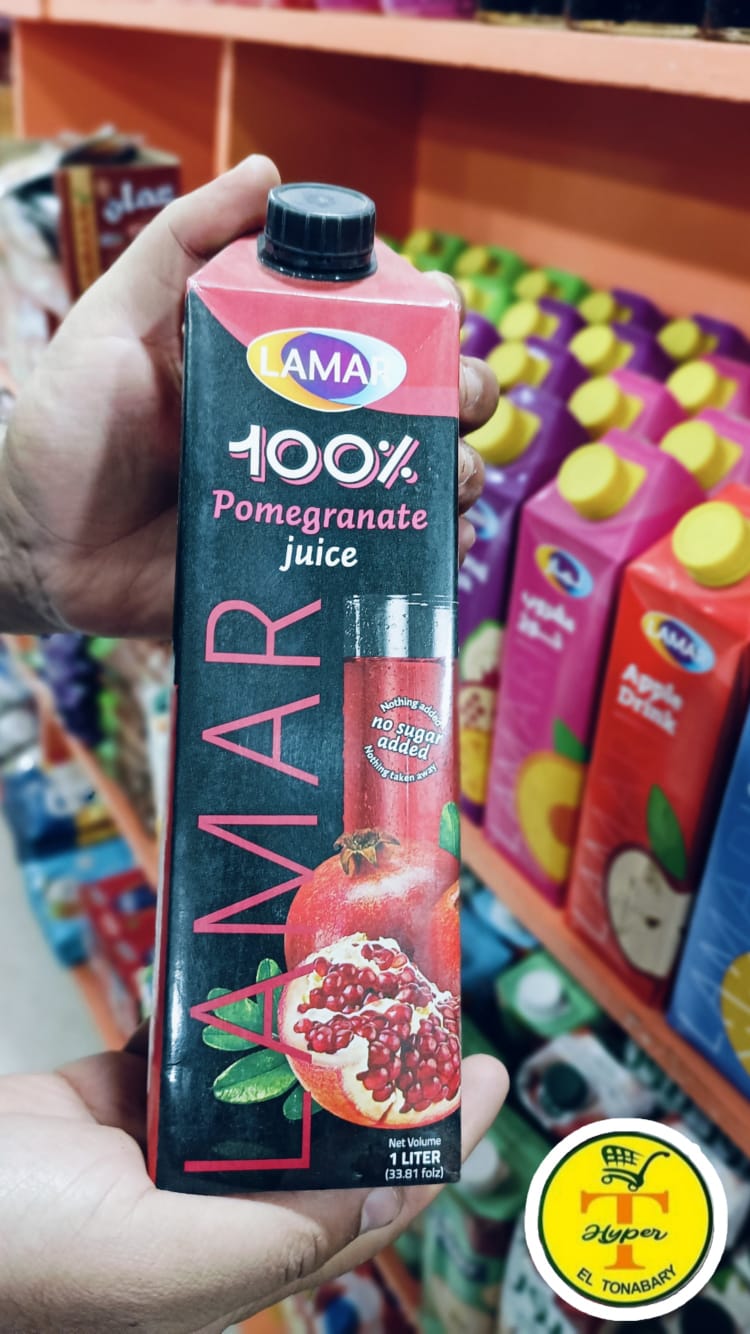 LAMAR
100%
Pomegranate
juice
LAMAR
Nothing added
no sugar
added
Nothing taken away
Net Volume
1 LITER
(33.81 folz)
لمار
LAMAR
Apple
Drink
T
Hyper
EL TONABARY